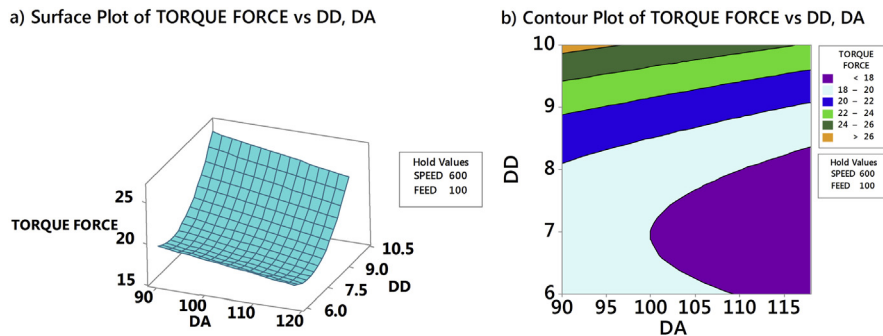 a) Surface Plot of TORQUE FORCE vs DD, DA
25
20
15
TORQUE FORCE
90
100
110
120
DA
6.0
7.5
9.0
10.5
DD
Hold Values
SPEED 600
FEED 100
b) Contour Plot of TORQUE FORCE vs DD, DA
10
9
8
7
6
DD
90
95
100
105
110
115
DA
TORQUE
FORCE
< 18
18 – 20
20 – 22
22 – 24
24 – 26
> 26
Hold Values
SPEED 600
FEED 100